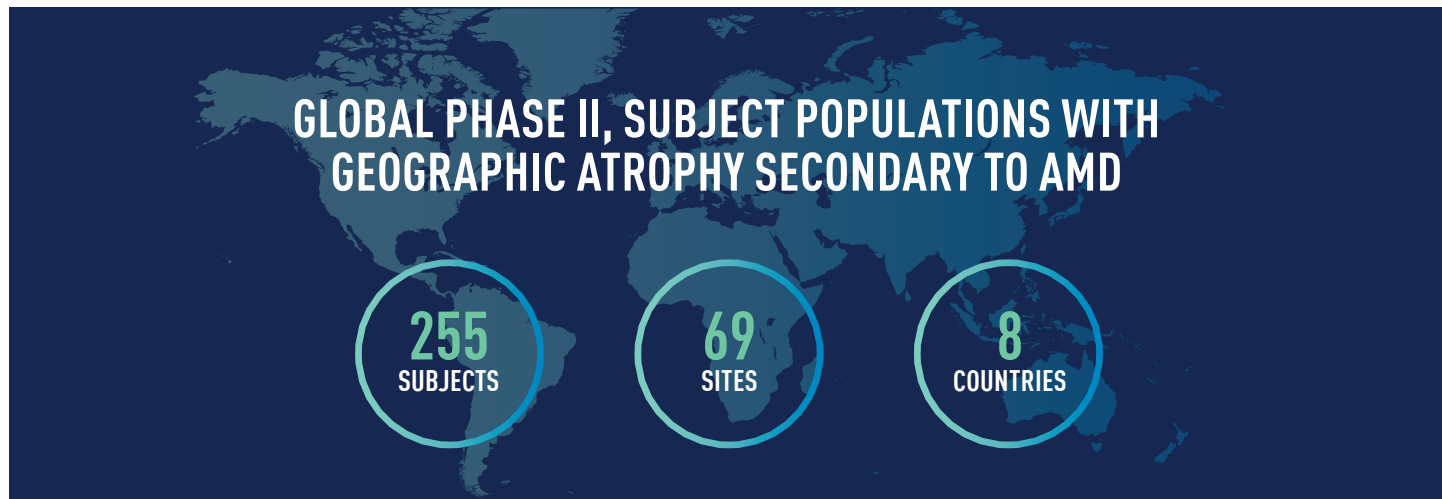 GLOBAL PHASE II, SUBJECT POPULATIONS WITH
GEOGRAPHIC ATROPHY SECONDARY TO AMD
255
SUBJECTS
69
SITES
8
COUNTRIES